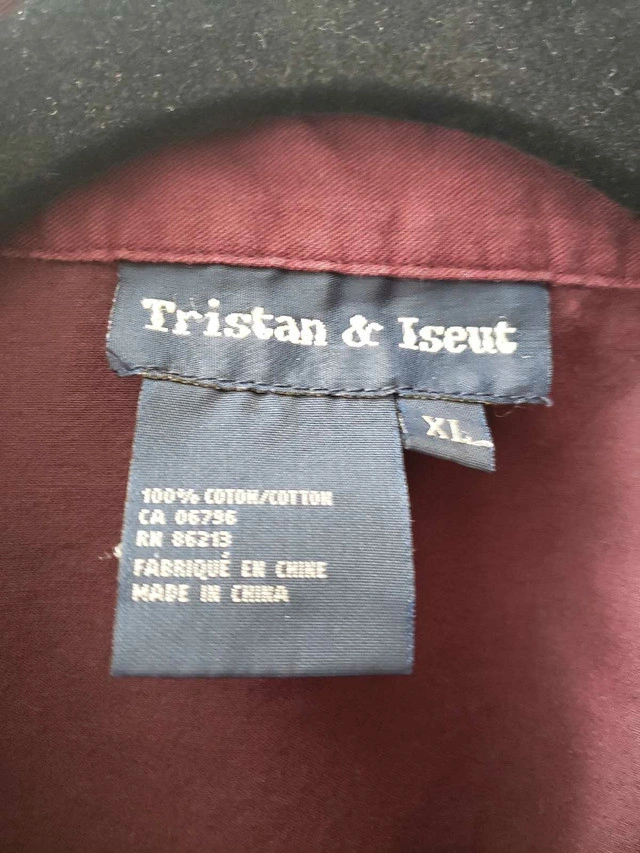 Tristan & Iseut
XL
100% COTON/COTTON
CA 06796
RN 86213
FABRIQUÉ EN CHINE
MADE IN CHINA